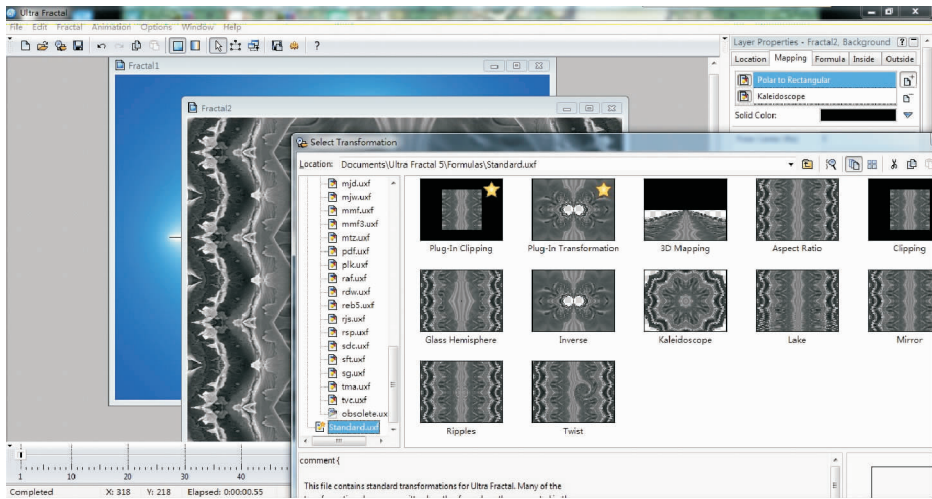 Ultra Fractal
File Edit Fractal Animation Options Window Help
Fractal1
Fractal2
Layer Properties - Fractal2, Background
Location Mapping Formula Inside Outside
Polar to Rectangular
Kaleidoscope
Solid Color:
Select Transformation
Location: Documents\Ultra Fractal 5\Formulas\Standard.uxf
mjd.uxf
mjw.uxf
mmf.uxf
mmf3.uxf
mtz.uxf
pdf.uxf
plk.uxf
raf.uxf
rdw.uxf
reb5.uxf
rjs.uxf
rsp.uxf
sdc.uxf
sft.uxf
sg.uxf
tma.uxf
tvc.uxf
obsolete.ux
Standard.uxf
Plug-In Clipping Plug-In Transformation 3D Mapping Aspect Ratio Clipping
Glass Hemisphere Inverse Kaleidoscope Lake Mirror
Ripples Twist
comment {
This file contains standard transformations for Ultra Fractal. Many of the
1 10 20 30 40
Completed X: 318 Y: 218 Elapsed: 0:00:00.55